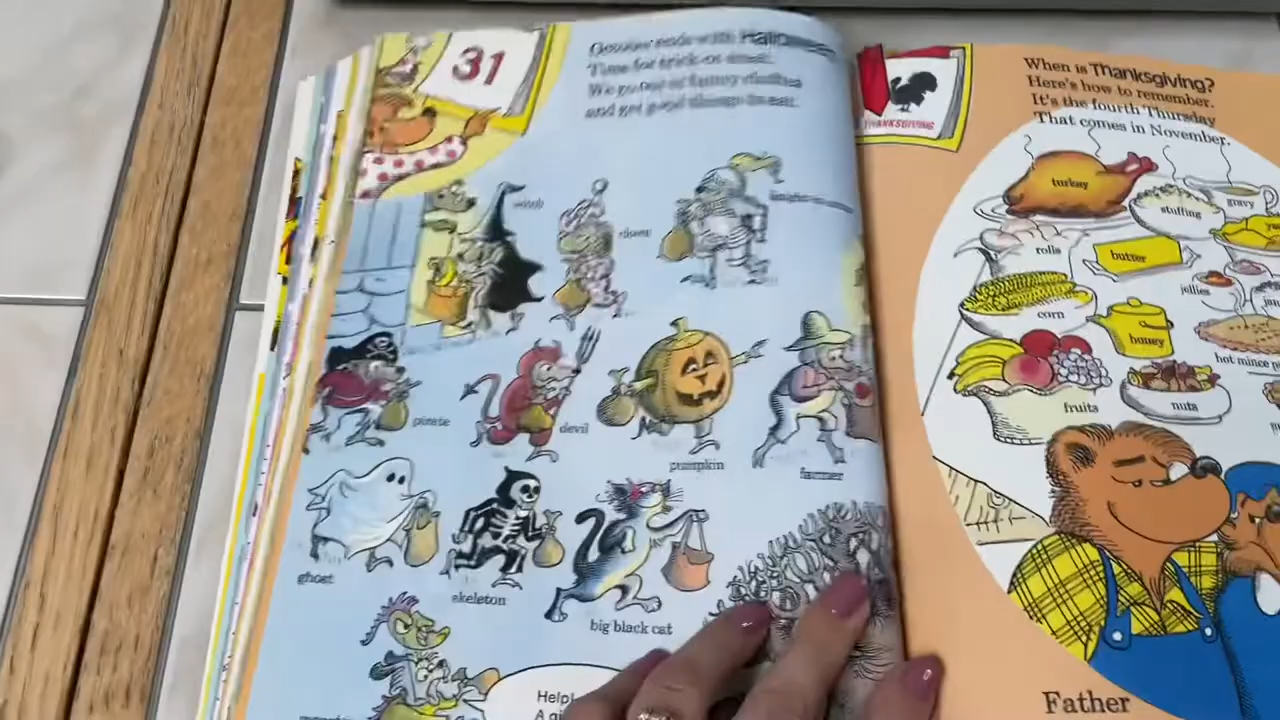 31
October ends with Halloween.
Time for trick-or-treat.
We go out in funny clothes
and get good things to eat.
witch
clown
pirate
devil
pumpkin
farmer
ghost
skeleton
big black cat
Help!
THANKSGIVING
When is Thanksgiving?
Here's how to remember.
It's the fourth Thursday
That comes in November.
turkey
stuffing
gravy
rolls
butter
jellies
corn
honey
hot mince
fruits
nuts
Father